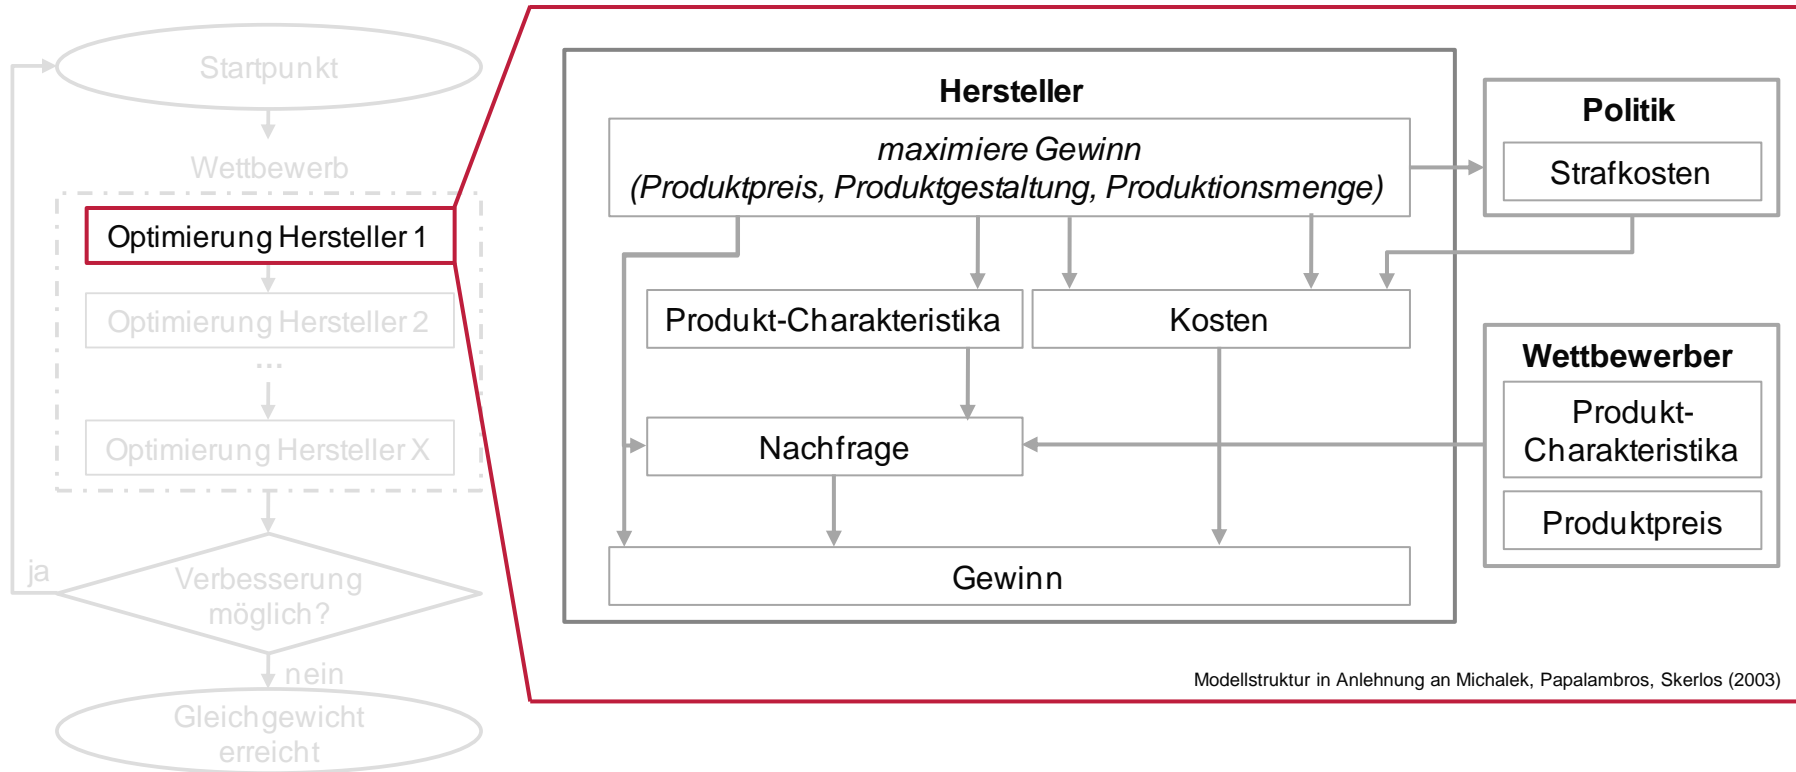 Startpunkt
Wettbewerb
Optimierung Hersteller 1
Optimierung Hersteller 2
...
Optimierung Hersteller X
ja
Verbesserung
möglich?
nein
Gleichgewicht
erreicht
Hersteller
maximiere Gewinn
(Produktpreis, Produktgestaltung, Produktionsmenge)
Produkt-Charakteristika
Kosten
Nachfrage
Gewinn
Politik
Strafkosten
Wettbewerber
Produkt-
Charakteristika
Produktpreis
Modellstruktur in Anlehnung an Michalek, Papalambros, Skerlos (2003)